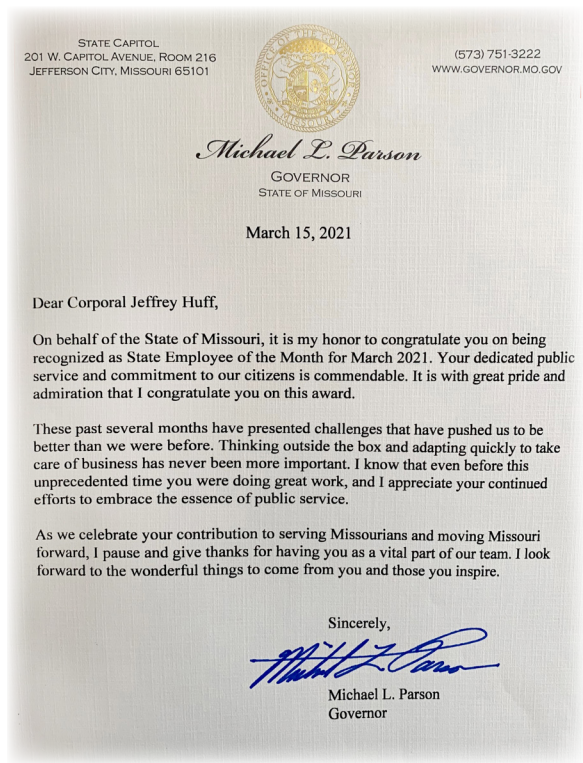 STATE CAPITOL
201 W. CAPITOL AVENUE, ROOM 216
JEFFERSON CITY, MISSOURI 65101
OFFICE OF THE GOVERNOR
MISSOURI
(573) 751-3222
WWW.GOVERNOR.MO.GOV
Michael L. Parson
GOVERNOR
STATE OF MISSOURI
March 15, 2021
Dear Corporal Jeffrey Huff,
On behalf of the State of Missouri, it is my honor to congratulate you on being
recognized as State Employee of the Month for March 2021. Your dedicated public
service and commitment to our citizens is commendable. It is with great pride and
admiration that I congratulate you on this award.
These past several months have presented challenges that have pushed us to be
better than we were before. Thinking outside the box and adapting quickly to take
care of business has never been more important. I know that even before this
unprecedented time you were doing great work, and I appreciate your continued
efforts to embrace the essence of public service.
As we celebrate your contribution to serving Missourians and moving Missouri
forward, I pause and give thanks for having you as a vital part of our team. I look
forward to the wonderful things to come from you and those you inspire.
Sincerely,
Michael L. Parson
Michael L. Parson
Governor